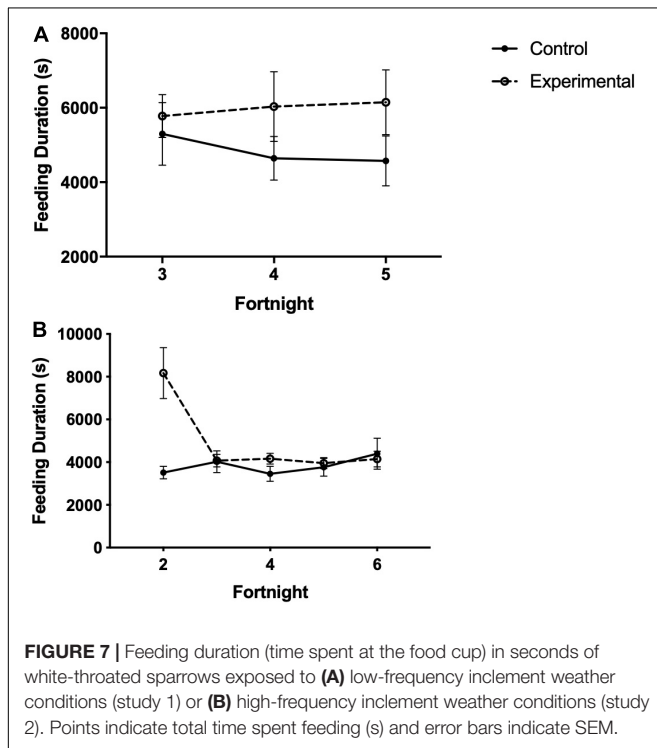 A
8000
6000
4000
2000
Feeding Duration (s)
3 4 5
Fortnight
Control
Experimental
B
10000
8000
6000
4000
2000
0
Feeding Duration (s)
2 4 6
Fortnight
FIGURE 7 | Feeding duration (time spent at the food cup) in seconds of
white-throated sparrows exposed to (A) low-frequency inclement weather
conditions (study 1) or (B) high-frequency inclement weather conditions (study
2). Points indicate total time spent feeding (s) and error bars indicate SEM.